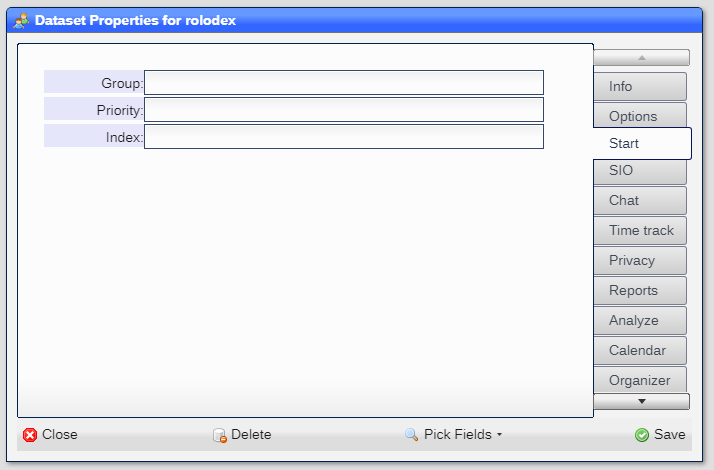 Dataset Properties for rolodex
Group:
Priority:
Index:
Info
Options
Start
SIO
Chat
Time track
Privacy
Reports
Analyze
Calendar
Organizer
Close
Delete
Pick Fields
Save